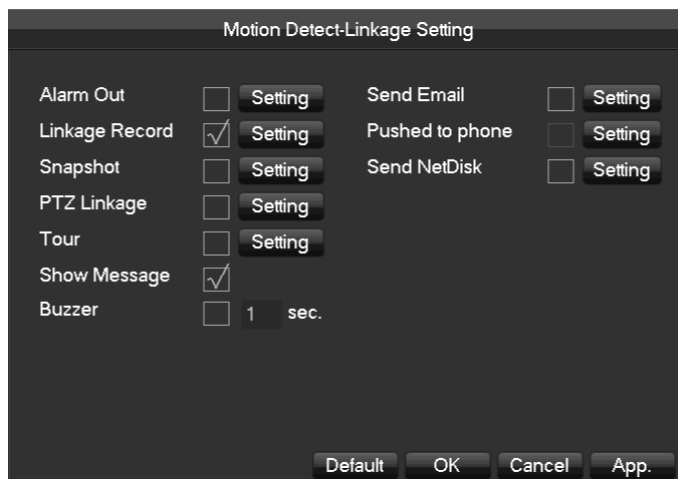 Motion Detect-Linkage Setting
Alarm Out Setting Send Email Setting
Linkage Record Setting Pushed to phone Setting
Snapshot Setting Send NetDisk Setting
PTZ Linkage Setting
Tour Setting
Show Message
Buzzer 1 sec.
Default OK Cancel App.